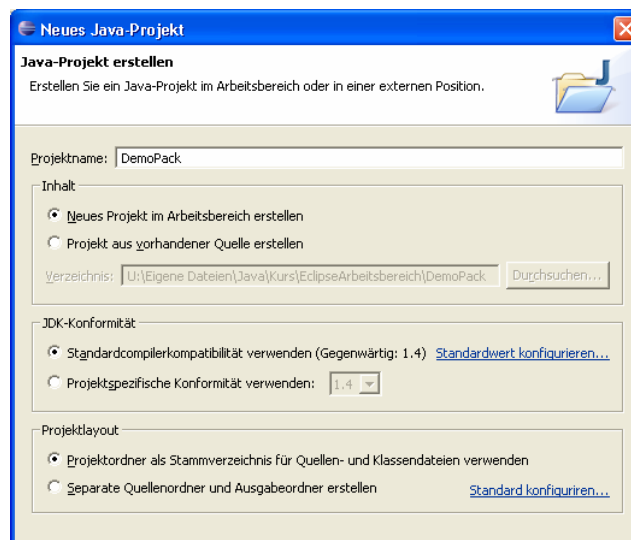 Neues Java-Projekt
Java-Projekt erstellen
Erstellen Sie ein Java-Projekt im Arbeitsbereich oder in einer externen Position.
Projektname: DemoPack
Inhalt
Neues Projekt im Arbeitsbereich erstellen
Projekt aus vorhandener Quelle erstellen
Verzeichnis: U:\Eigene Dateien\Java\Kurs\EclipseArbeitsbereich\DemoPack Durchsuchen...
JDK-Konformität
Standardcompilerkompatibilität verwenden (Gegenwärtig: 1.4) Standardwert konfigurieren...
Projektspezifische Konformität verwenden: 1.4
Projektlayout
Projektordner als Stammverzeichnis für Quellen- und Klassendateien verwenden
Separate Quellenordner und Ausgabeordner erstellen Standard konfiguriren...